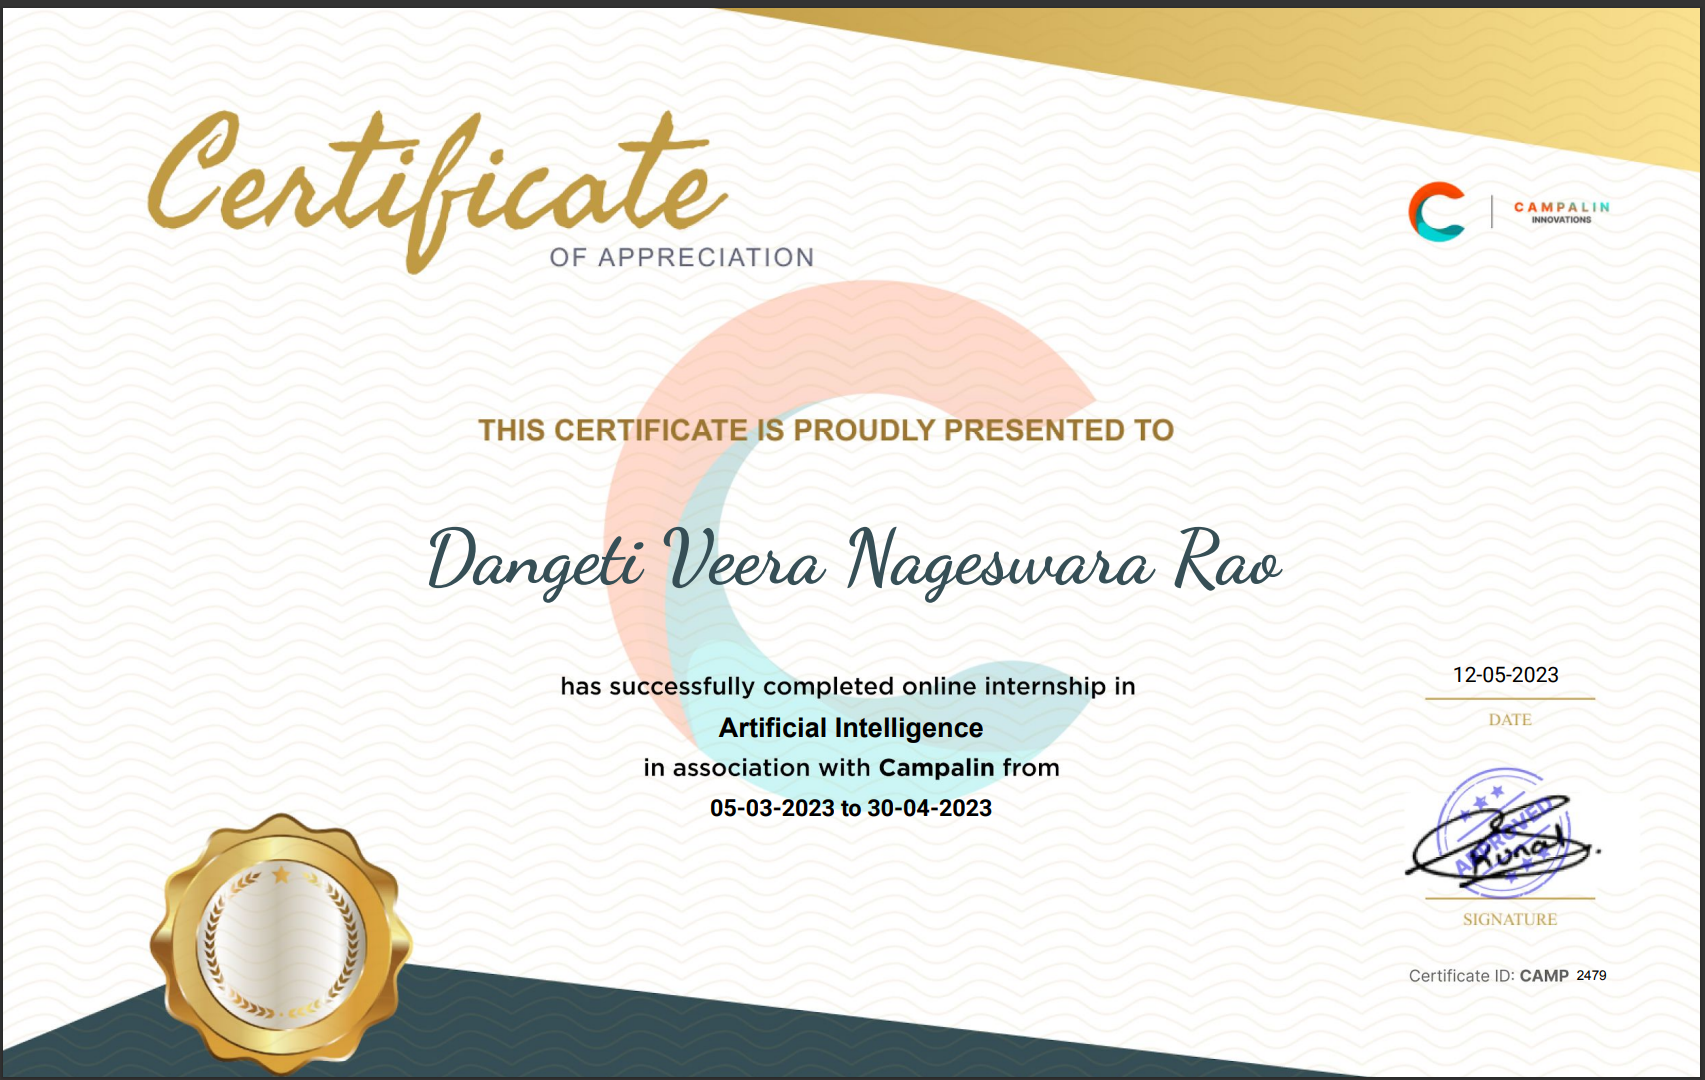 Certificate
OF APPRECIATION
CAMPALIN
INNOVATIONS
THIS CERTIFICATE IS PROUDLY PRESENTED TO
Dangeti Veera Nageswara Rao
has successfully completed online internship in
Artificial Intelligence
in association with Campalin from
05-03-2023 to 30-04-2023
12-05-2023
DATE
APPROVED
Kunal
SIGNATURE
Certificate ID: CAMP 2479